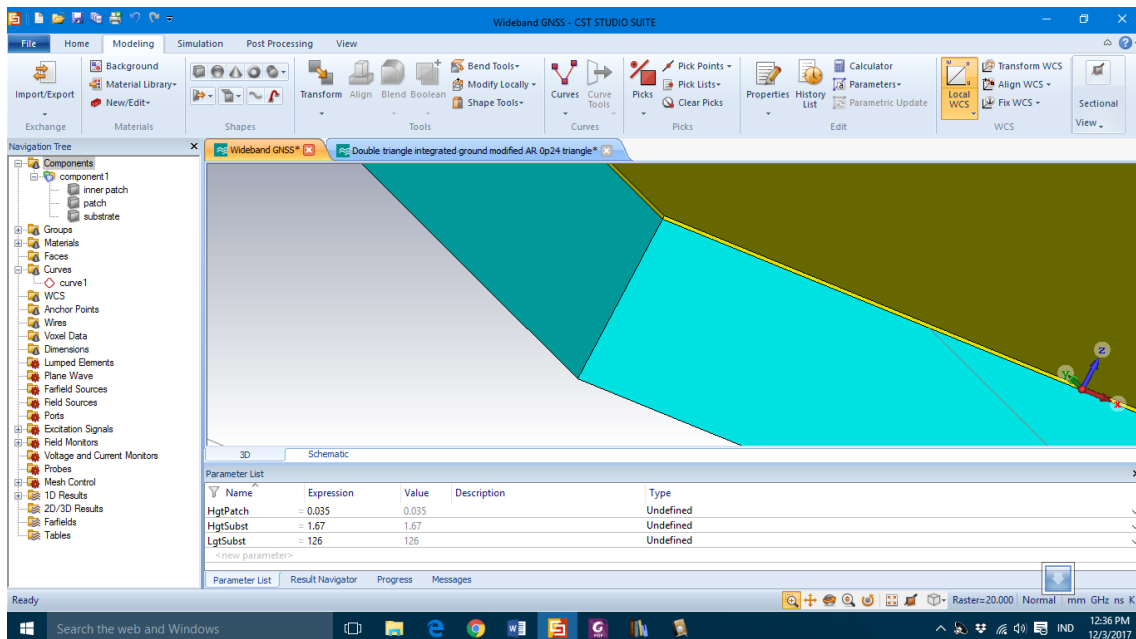 Wideband GNSS - CST STUDIO SUITE
File Home Modeling Simulation Post Processing View
Import/Export
Background
Material Library
New/Edit
Exchange
Materials
Shapes
Transform Align Blend Boolean
Bend Tools
Modify Locally
Shape Tools
Tools
Curves Curve Tools
Curves
Picks
Pick Points
Pick Lists
Clear Picks
Picks
Properties History List
Calculator
Parameters
Parametric Update
Edit
Local WCS
Transform WCS
Align WCS
Fix WCS
WCS
Sectional View
Navigation Tree
Wideband GNSS* Double triangle integrated ground modified AR 0p24 triangle*
Components
component1
inner patch
patch
substrate
Groups
Materials
Faces
Curves
curve1
WCS
Anchor Points
Wires
Voxel Data
Dimensions
Lumped Elements
Plane Wave
Farfield Sources
Field Sources
Ports
Excitation Signals
Field Monitors
Voltage and Current Monitors
Probes
Mesh Control
1D Results
2D/3D Results
Farfields
Tables
z
y
x
3D Schematic
Parameter List
Name Expression Value Description Type
HgtPatch = 0.035 0.035 Undefined
HgtSubst = 1.67 1.67 Undefined
LgtSubst = 126 126 Undefined
<new parameter>
Parameter List Result Navigator Progress Messages
Ready
Raster=20.000 Normal mm GHz ns K
Search the web and Windows
IND
12:36 PM
12/3/2017